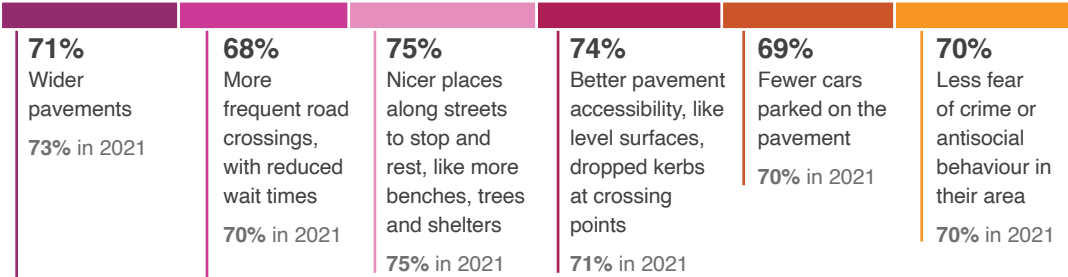 71%
Wider
pavements
73% in 2021
68%
More
frequent road
crossings,
with reduced
wait times
70% in 2021
75%
Nicer places
along streets
to stop and
rest, like more
benches, trees
and shelters
75% in 2021
74%
Better pavement
accessibility, like
level surfaces,
dropped kerbs
at crossing
points
71% in 2021
69%
Fewer cars
parked on the
pavement
70% in 2021
70%
Less fear
of crime or
antisocial
behaviour in
their area
70% in 2021